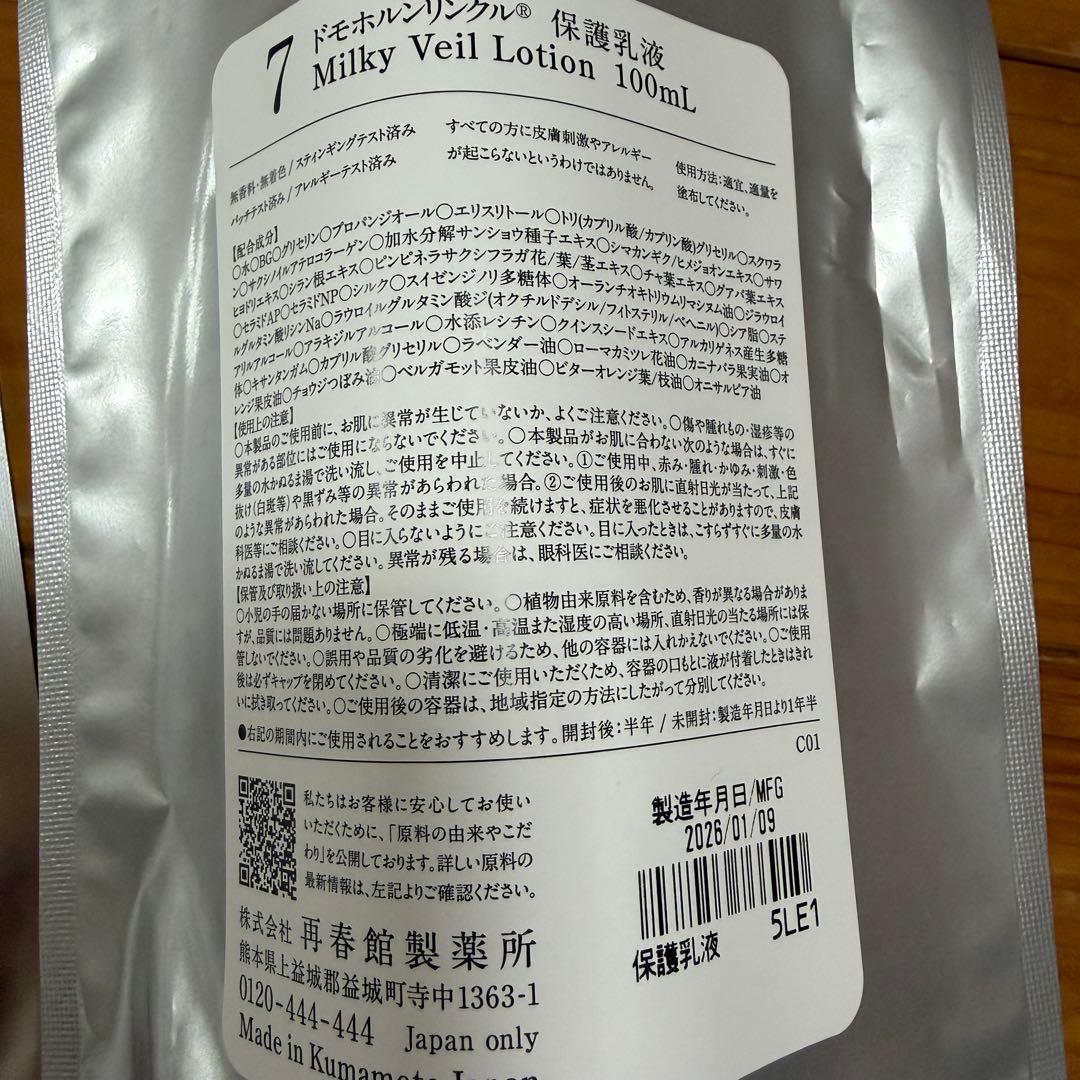 7
ドモホルンリンクル® 保護乳液
Milky Veil Lotion 100mL
無香料・無着色/スティンギングテスト済み
パッチテスト済み/アレルギーテスト済み
すべての方に皮膚刺激やアレルギー
が起こらないというわけではありません。
使用方法:適宜、適量を
塗布してください。
【配合成分】
○水○BG○グリセリン○プロパンジオール○エリスリトール○トリ(カプリル酸/カプリン酸)グリセリル○スクワラ
ン○サクシノイルアテロコラーゲン○加水分解サンショウ種子エキス○シマカンギク/ヒメジョオンエキス○サワ
ヒヨドリエキス○シラン根エキス○ピンピネラサクシフラガ花/葉/茎エキス○チャ葉エキス○グアバ葉エキス
○セラミドAP○セラミドNP○シルク○スイゼンジノリ多糖体○オーランチオキトリウムリマシヌム油○ジラウロイ
ルグルタミン酸リシンNa○ラウロイルグルタミン酸ジ(オクチルドデシル/フィトステリル/ベヘニル)○シア脂○ステ
アリルアルコール○アラキジルアルコール○水添レシチン○クインスシードエキス○アルカリゲネス産生多糖
体○キサンタンガム○カプリル酸グリセリル○ラベンダー油○ローマカミツレ花油○カニナバラ果実油○オ
レンジ果皮油○チョウジつぼみ油○ベルガモット果皮油○ビターオレンジ葉/枝油○オニサルビア油
【使用上の注意】
○本製品のご使用前に、お肌に異常が生じていないか、よくご注意ください。○傷や腫れもの・湿疹等の
異常がある部位にはご使用にならないでください。○本製品がお肌に合わない次のような場合は、すぐに
多量の水かぬるま湯で洗い流し、ご使用を中止してください。①ご使用中、赤み・腫れ・かゆみ・刺激・色
抜け(白斑等)や黒ずみ等の異常があらわれた場合。②ご使用後のお肌に直射日光が当たって、上記
のような異常があらわれた場合。そのままご使用を続けますと、症状を悪化させることがありますので、皮膚
科医等にご相談ください。○目に入らないようにご注意ください。目に入ったときは、こすらずすぐに多量の水
かぬるま湯で洗い流してください。異常が残る場合は、眼科医にご相談ください。
【保管及び取り扱い上の注意】
○小児の手の届かない場所に保管してください。○植物由来原料を含むため、香りが異なる場合がありま
すが、品質には問題ありません。○極端に低温・高温また湿度の高い場所、直射日光の当たる場所には保
管しないでください。○誤用や品質の劣化を避けるため、他の容器には入れかえないでください。○ご使用
後は必ずキャップを閉めてください。○清潔にご使用いただくため、容器の口もとに液が付着したときはきれ
いに拭き取ってください。○ご使用後の容器は、地域指定の方法にしたがって分別してください。
●右記の期間内にご使用されることをおすすめします。開封後:半年/未開封:製造年月日より1年半
C01
私たちはお客様に安心してお使い
いただくために、「原料の由来やこだ
わり」を公開しております。詳しい原料の
最新情報は、左記よりご確認ください。
製造年月日/MFG
2026/01/09
5LE1
保護乳液
株式会社 再春館製薬所
熊本県上益城郡益城町寺中1363-1
0120-444-444 Japan only
Made in Kumamoto Japan